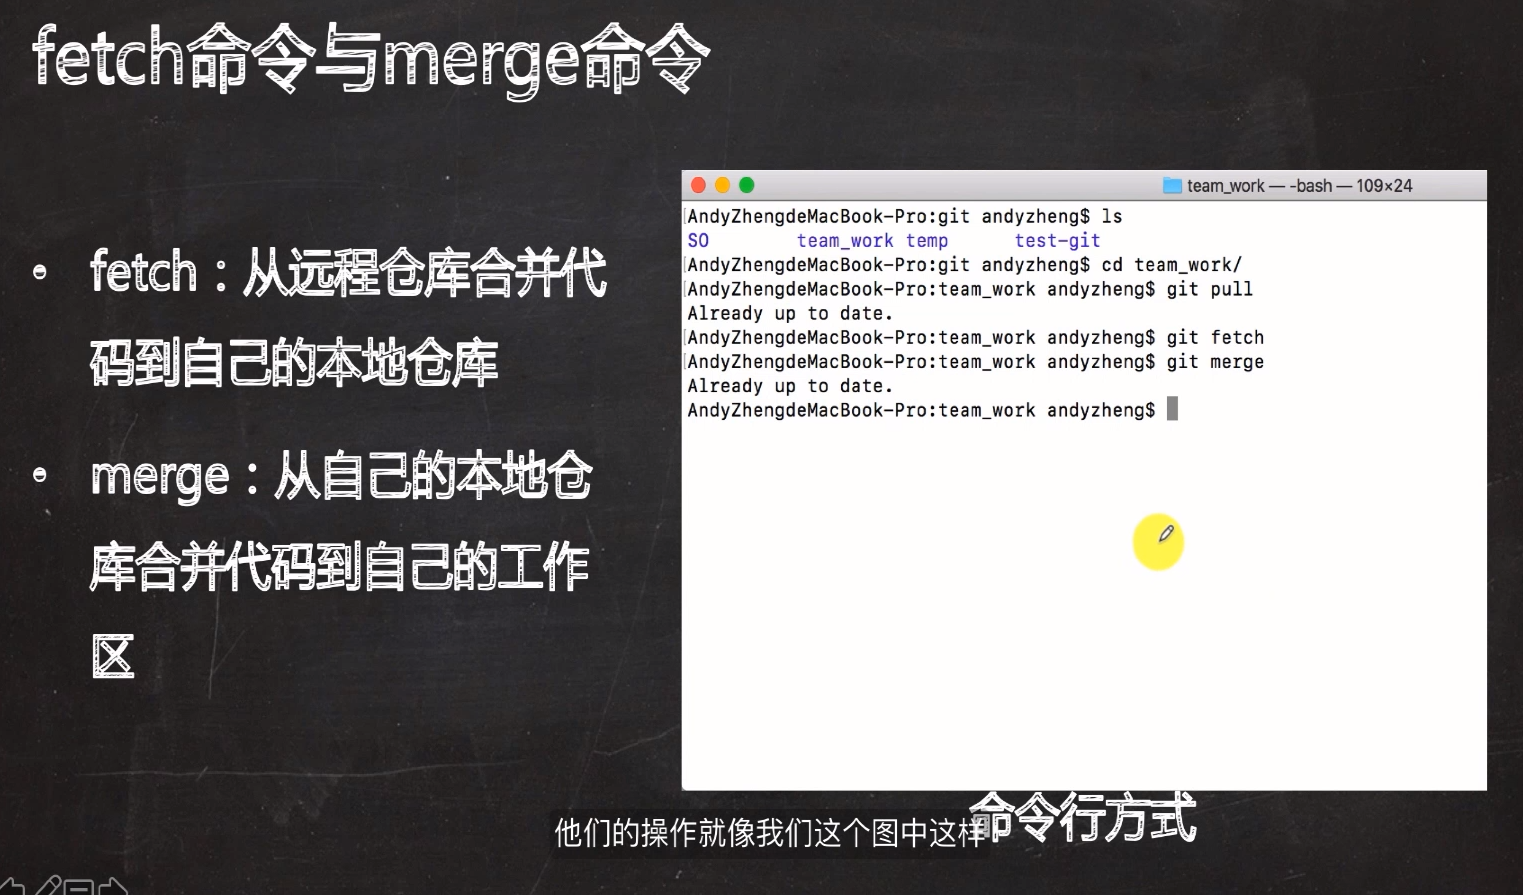 fetch命令与merge命令
• fetch：从远程仓库合并代
码到自己的本地仓库
• merge：从自己的本地仓
库合并代码到自己的工作
区
team_work — -bash — 109×24
AndyZhengdeMacBook-Pro:git andyzheng$ ls
SO team_work temp test-git
AndyZhengdeMacBook-Pro:git andyzheng$ cd team_work/
AndyZhengdeMacBook-Pro:team_work andyzheng$ git pull
Already up to date.
AndyZhengdeMacBook-Pro:team_work andyzheng$ git fetch
AndyZhengdeMacBook-Pro:team_work andyzheng$ git merge
Already up to date.
AndyZhengdeMacBook-Pro:team_work andyzheng$
命令行方式
他们的操作就像我们这个图中这样